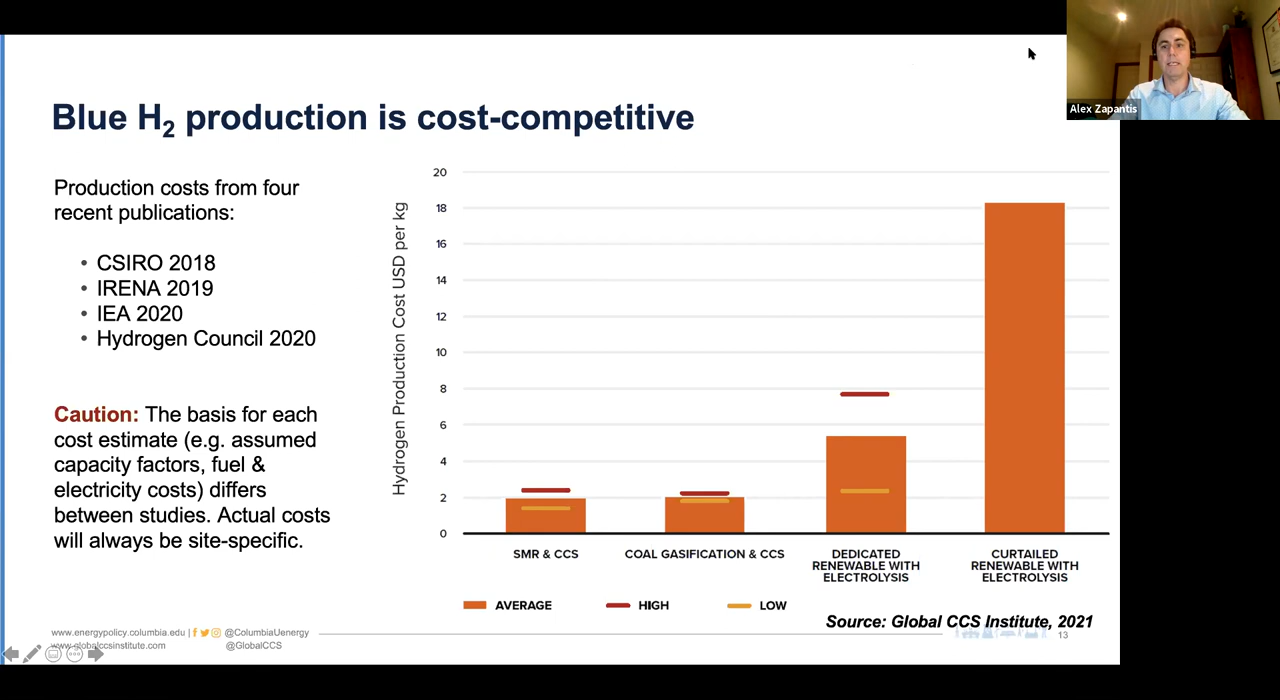 Alex Zapantis
Blue H2 production is cost-competitive
Production costs from four
recent publications:
• CSIRO 2018
• IRENA 2019
• IEA 2020
• Hydrogen Council 2020
Caution: The basis for each
cost estimate (e.g. assumed
capacity factors, fuel &
electricity costs) differs
between studies. Actual costs
will always be site-specific.
Hydrogen Production Cost USD per kg
20
18
16
14
12
10
8
6
4
2
0
SMR & CCS
COAL GASIFICATION & CCS
DEDICATED
RENEWABLE WITH
ELECTROLYSIS
CURTAILED
RENEWABLE WITH
ELECTROLYSIS
AVERAGE
HIGH
LOW
Source: Global CCS Institute, 2021
www.energypolicy.columbia.edu | @ColumbiaUenergy
www.globalccsinstitute.com @GlobalCCS
13